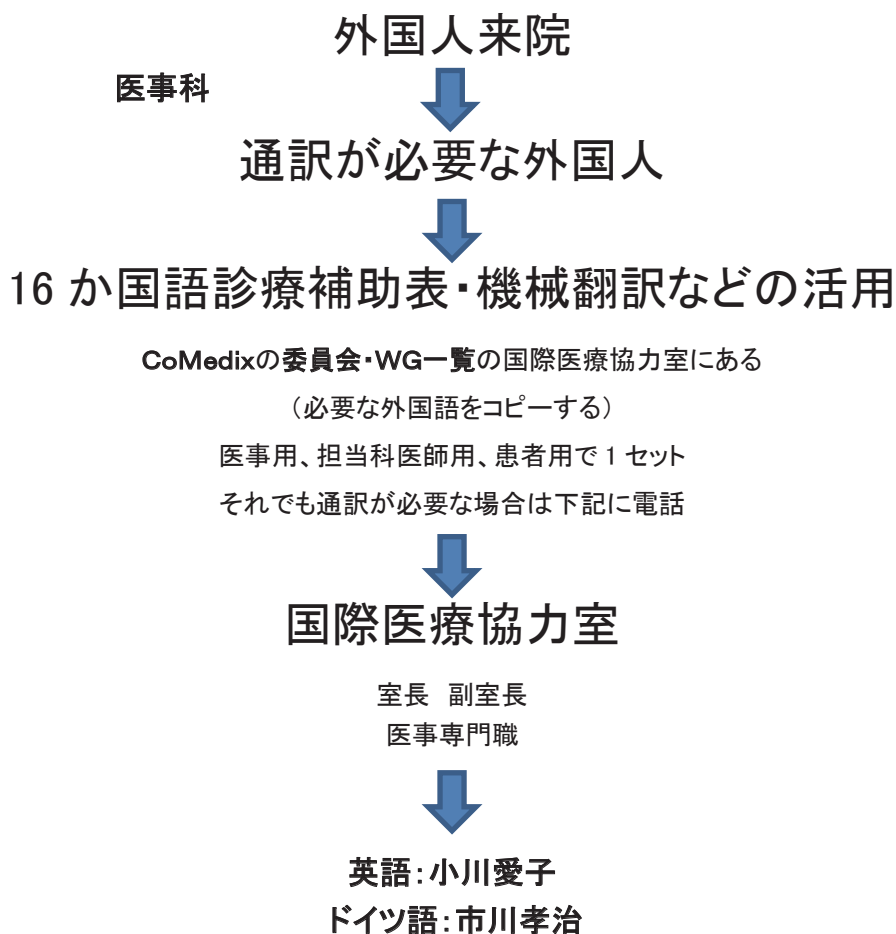 外国人来院
医事科
通訳が必要な外国人
16 か国語診療補助表・機械翻訳などの活用
CoMedixの委員会・WG一覧の国際医療協力室にある
（必要な外国語をコピーする）
医事用、担当科医師用、患者用で 1 セット
それでも通訳が必要な場合は下記に電話
国際医療協力室
室長　副室長
医事専門職
英語：小川愛子
ドイツ語：市川孝治